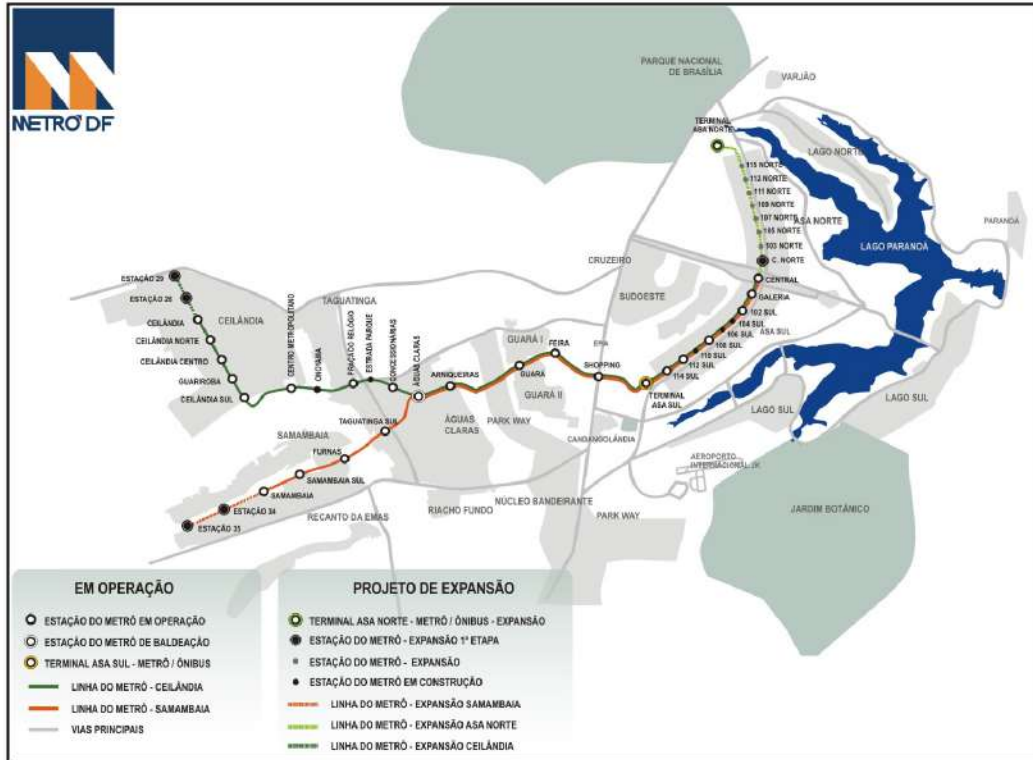 METRÔ DF
PARQUE NACIONAL
DE BRASÍLIA
VARJÃO
TERMINAL
ASA NORTE
LAGO NORTE
115 NORTE
112 NORTE
111 NORTE
109 NORTE
107 NORTE
105 NORTE
103 NORTE
ASA NORTE
PARANOÁ
LAGO PARANOÁ
C. NORTE
CRUZEIRO
CENTRAL
ESTAÇÃO 29
ESTAÇÃO 28
SUDOESTE
GALERIA
102 SUL
104 SUL
106 SUL
ASA SUL
108 SUL
110 SUL
112 SUL
114 SUL
TERMINAL
ASA SUL
CEILÂNDIA
CEILÂNDIA
CEILÂNDIA NORTE
CEILÂNDIA CENTRO
GUARIROBA
CEILÂNDIA SUL
TAGUATINGA
CENTRO METROPOLITANO
ONOYAMA
PRAÇA DO RELÓGIO
ESTRADA PARQUE
CONCESSIONÁRIAS
ÁGUAS CLARAS
ARNIQUEIRAS
GUARÁ I
FEIRA
GUARÁ
GUARÁ II
EPIA
SHOPPING
LAGO SUL
LAGO SUL
SAMAMBAIA
TAGUATINGA SUL
FURNAS
SAMAMBAIA SUL
SAMAMBAIA
ESTAÇÃO 34
ESTAÇÃO 35
ÁGUAS
CLARAS
PARK WAY
CANDANGOLÂNDIA
AEROPORTO
INTERNACIONAL JK
NÚCLEO BANDEIRANTE
RIACHO FUNDO
RECANTO DA EMAS
PARK WAY
JARDIM BOTÂNICO
EM OPERAÇÃO
ESTAÇÃO DO METRÔ EM OPERAÇÃO
ESTAÇÃO DO METRÔ DE BALDEAÇÃO
TERMINAL ASA SUL - METRÔ / ÔNIBUS
LINHA DO METRÔ - CEILÂNDIA
LINHA DO METRÔ - SAMAMBAIA
VIAS PRINCIPAIS
PROJETO DE EXPANSÃO
TERMINAL ASA NORTE - METRÔ / ÔNIBUS - EXPANSÃO
ESTAÇÃO DO METRÔ - EXPANSÃO 1ª ETAPA
ESTAÇÃO DO METRÔ - EXPANSÃO
ESTAÇÃO DO METRÔ EM CONSTRUÇÃO
LINHA DO METRÔ - EXPANSÃO SAMAMBAIA
LINHA DO METRÔ - EXPANSÃO ASA NORTE
LINHA DO METRÔ - EXPANSÃO CEILÂNDIA